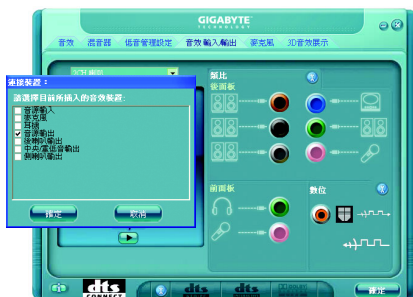 GIGABYTE
音效 混音器 低音管理設定 音效輸入/輸出 麥克風 3D音效展示
連接裝置:
請選擇目前所插入的音效裝置:
音源輸入
麥克風
耳機
音源輸出
後喇叭輸出
中央/重低音輸出
側喇叭輸出
確定 取消
類比
後面板
前面板
數位
dts
CONNECT
dts
dts
確定